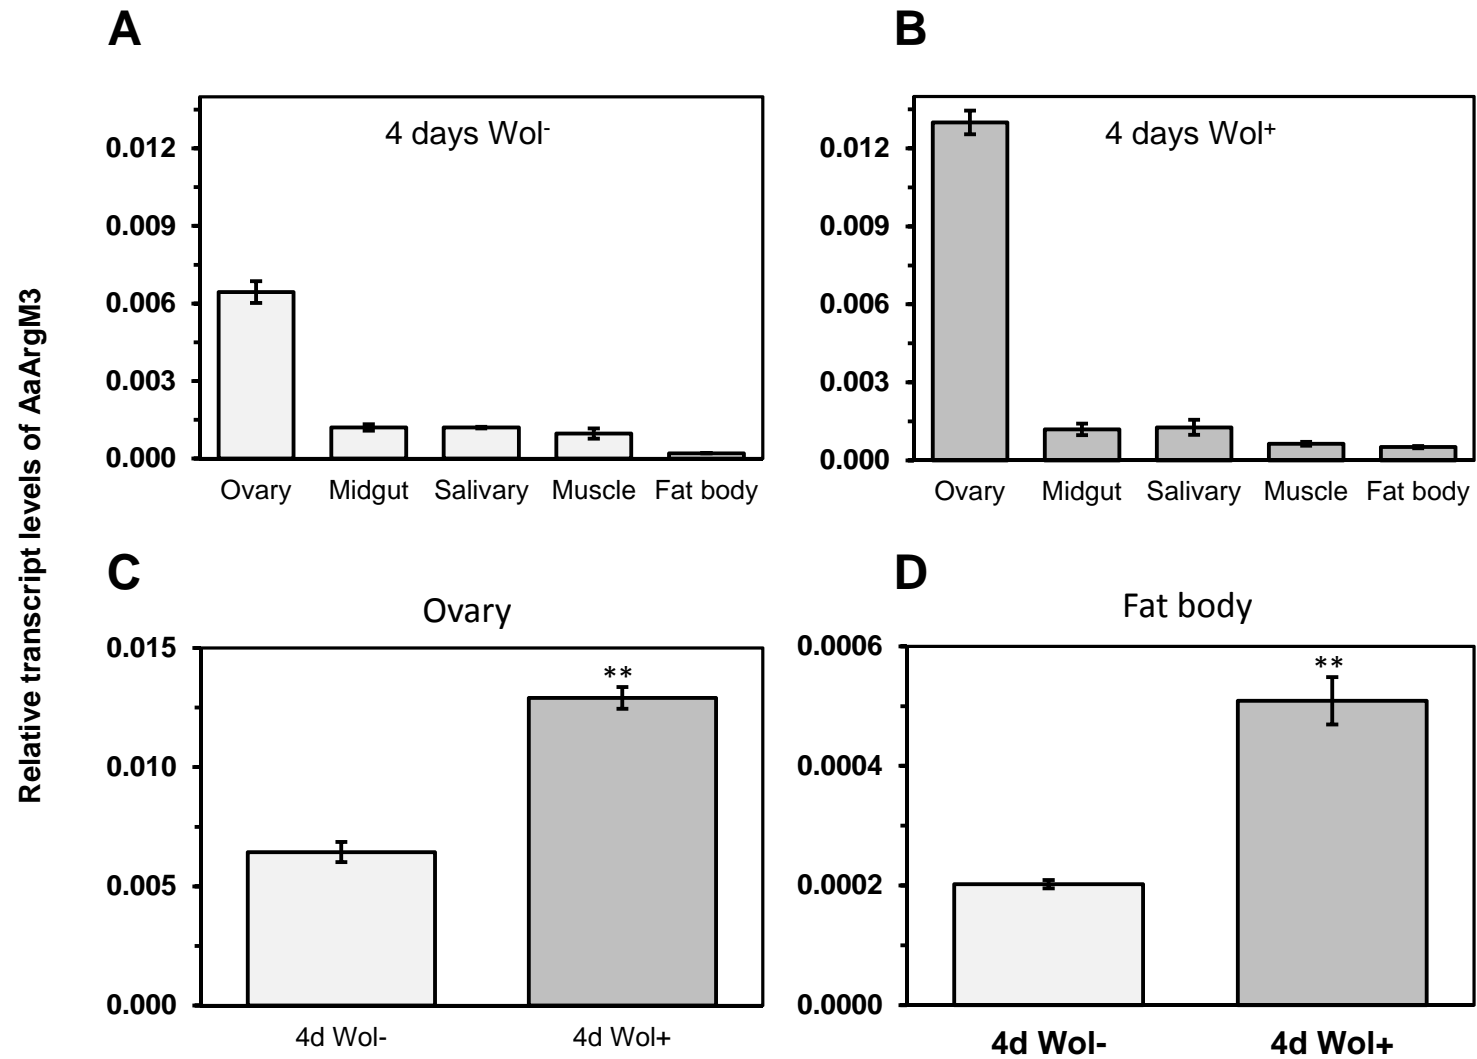 Relative transcript levels of AaArgM3
A
4 days Wol⁻
0.012
0.009
0.006
0.003
0.000
Ovary Midgut Salivary Muscle Fat body
B
4 days Wol⁺
0.012
0.009
0.006
0.003
0.000
Ovary Midgut Salivary Muscle Fat body
C
Ovary
0.015
**
0.010
0.005
0.000
4d Wol- 4d Wol+
D
Fat body
0.0006
**
0.0004
0.0002
0.0000
4d Wol- 4d Wol+